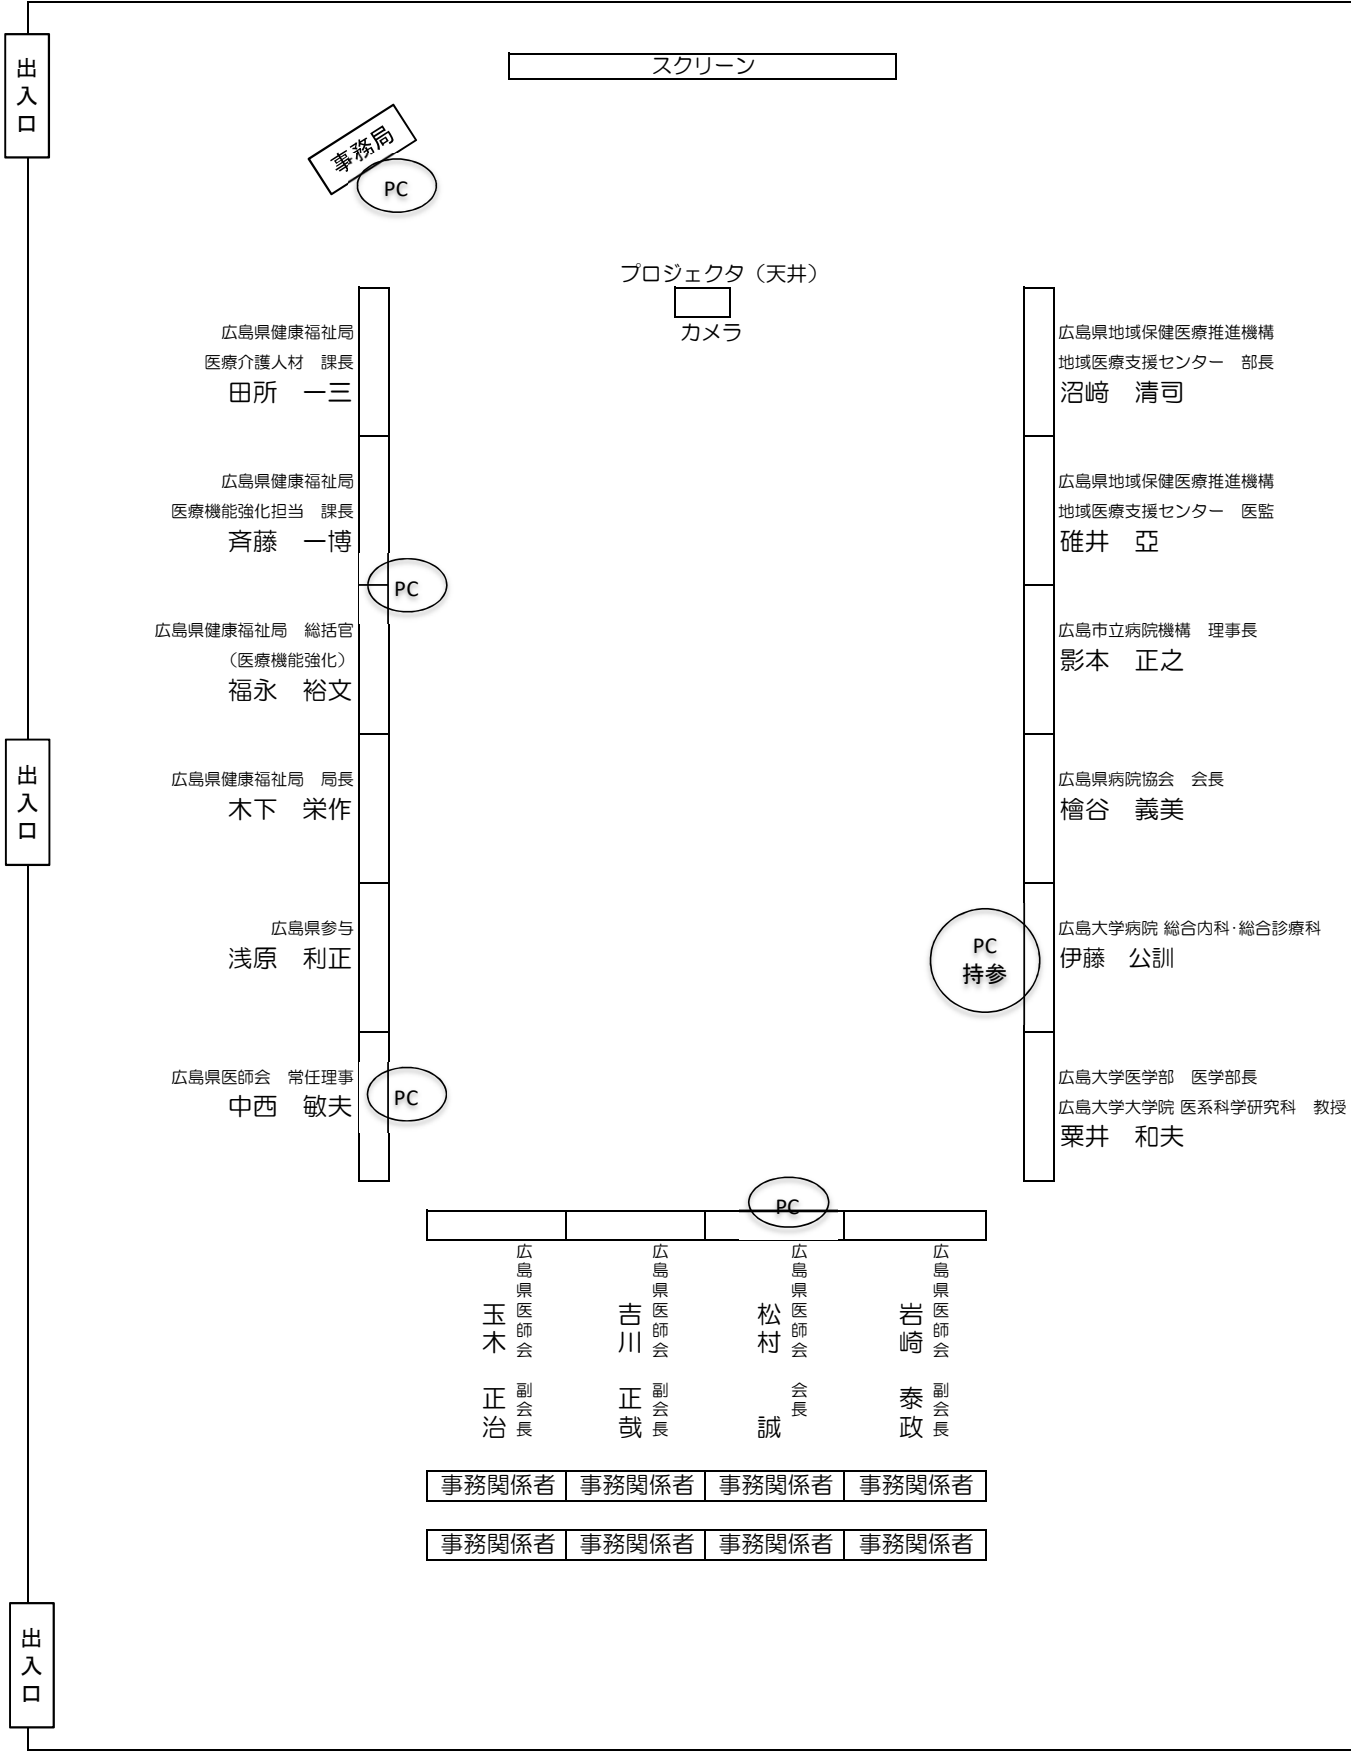 出入口
スクリーン
事務局
PC
プロジェクタ（天井）
カメラ
広島県健康福祉局
医療介護人材　課長
田所　一三
広島県健康福祉局
医療機能強化担当　課長
斉藤　一博
PC
広島県健康福祉局　総括官
（医療機能強化）
福永　裕文
出入口
広島県健康福祉局　局長
木下　栄作
広島県参与
浅原　利正
広島県医師会　常任理事
中西　敏夫
PC
広島県地域保健医療推進機構
地域医療支援センター　部長
沼﨑　清司
広島県地域保健医療推進機構
地域医療支援センター　医監
碓井　亞
広島市立病院機構　理事長
影本　正之
広島県病院協会　会長
檜谷　義美
PC
持参
広島大学病院 総合内科･総合診療科
伊藤　公訓
広島大学医学部　医学部長
広島大学大学院 医系科学研究科　教授
粟井　和夫
PC
広島県医師会　副会長
玉木　正治
広島県医師会　副会長
吉川　正哉
広島県医師会　会長
松村　誠
広島県医師会　副会長
岩崎　泰政
事務関係者 事務関係者 事務関係者 事務関係者
事務関係者 事務関係者 事務関係者 事務関係者
出入口